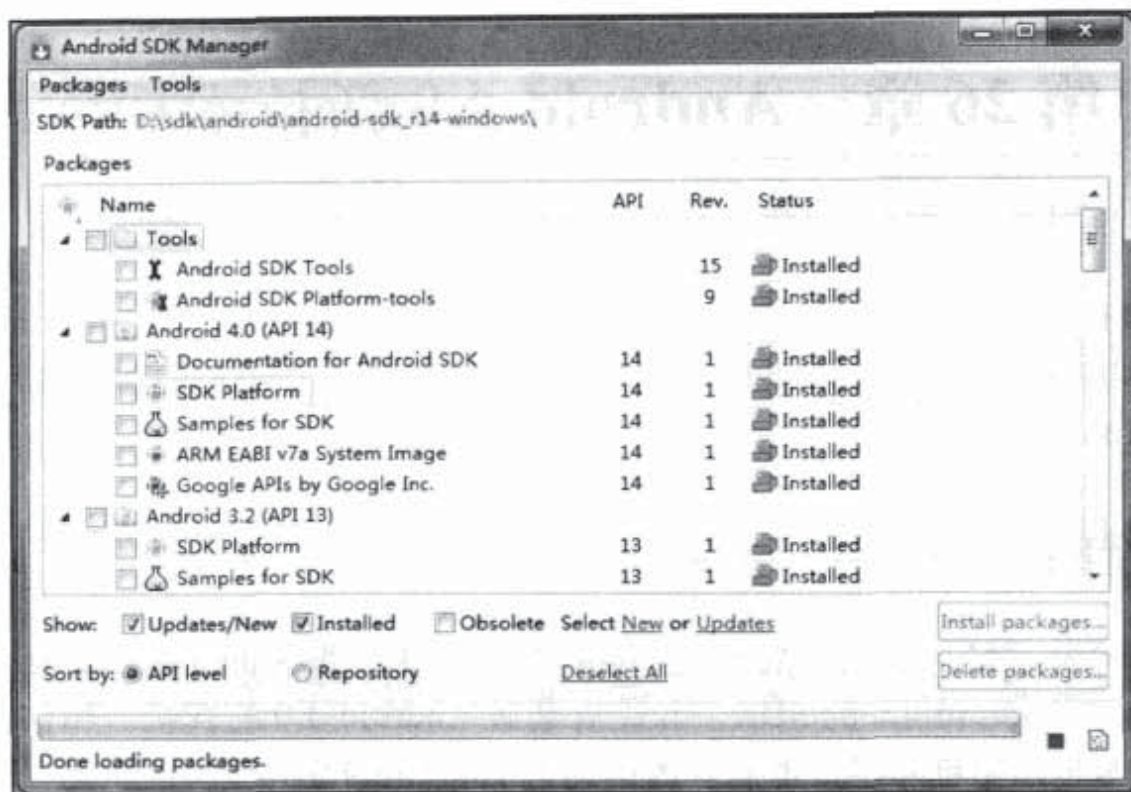 Android SDK Manager
Packages Tools
SDK Path: D:\sdk\android\android-sdk_r14-windows\
Packages
Name API Rev. Status
Tools
Android SDK Tools 15 Installed
Android SDK Platform-tools 9 Installed
Android 4.0 (API 14)
Documentation for Android SDK 14 1 Installed
SDK Platform 14 1 Installed
Samples for SDK 14 1 Installed
ARM EABI v7a System Image 14 1 Installed
Google APIs by Google Inc. 14 1 Installed
Android 3.2 (API 13)
SDK Platform 13 1 Installed
Samples for SDK 13 1 Installed
Show: Updates/New Installed Obsolete Select New or Updates Install packages...
Sort by: API level Repository Deselect All Delete packages...
Done loading packages.